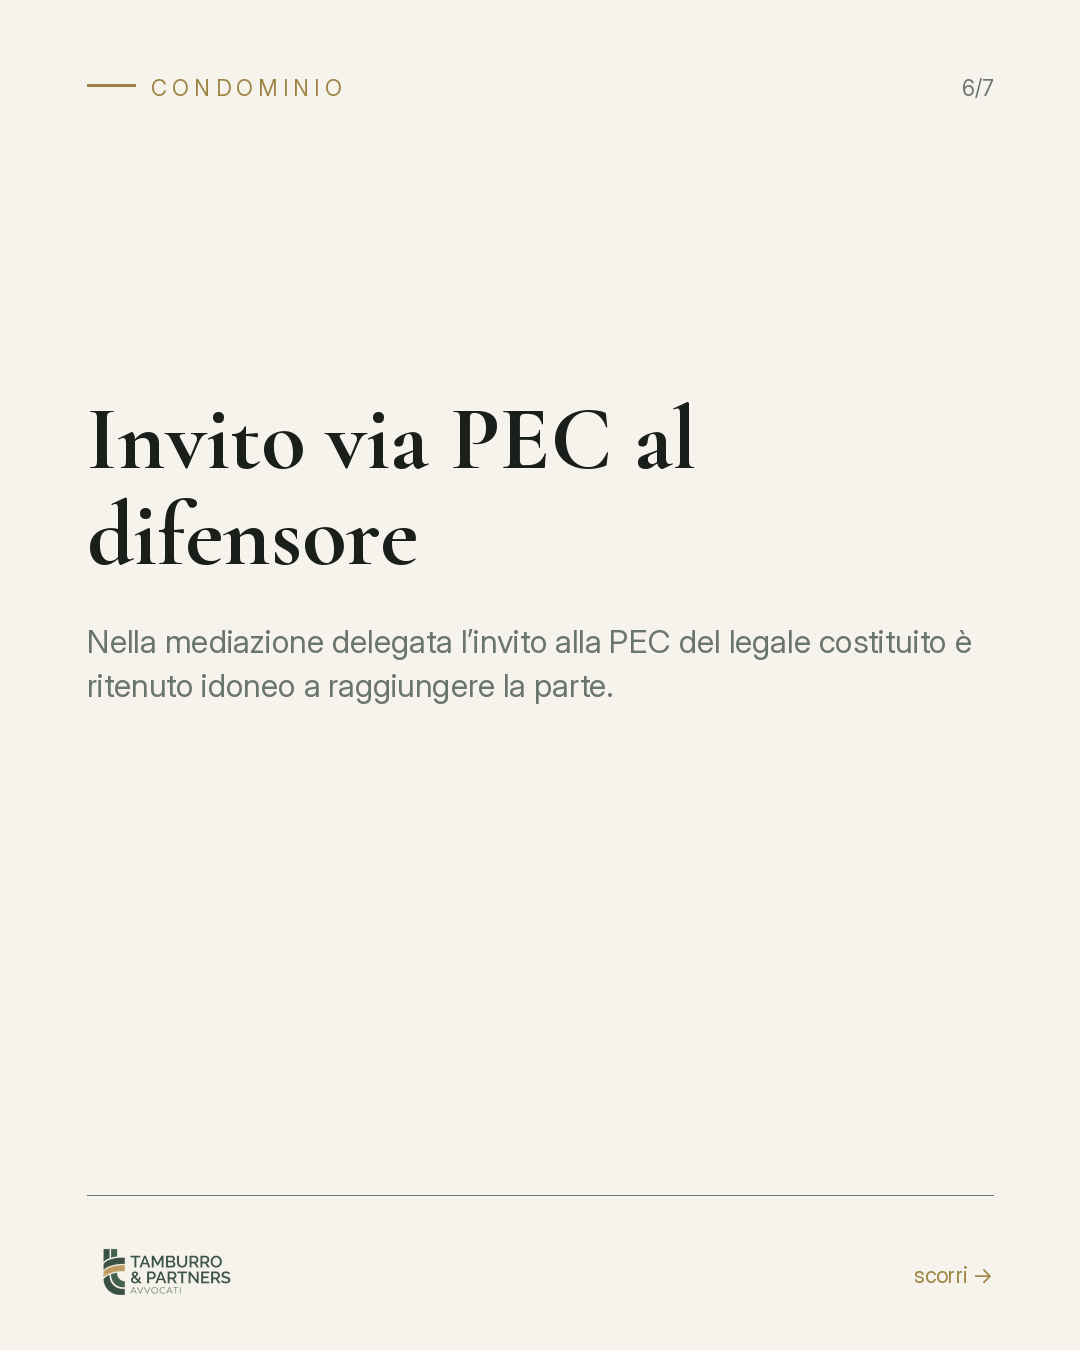 CONDOMINIO
6/7
Invito via PEC al
difensore
Nella mediazione delegata l’invito alla PEC del legale costituito è
ritenuto idoneo a raggiungere la parte.
TAMBURRO
& PARTNERS
AVVOCATI
scorri →